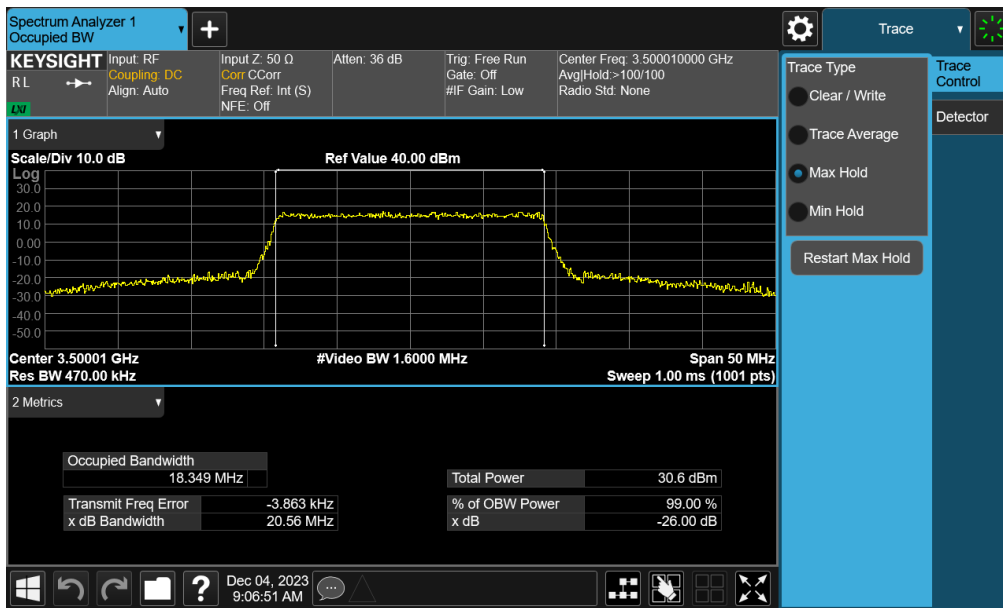 Spectrum Analyzer 1
Occupied BW
+
Trace
KEYSIGHT
R L
LXI
Input: RF
Coupling: DC
Align: Auto
Input Z: 50 Ω
Corr CCorr
Freq Ref: Int (S)
NFE: Off
Atten: 36 dB
Trig: Free Run
Gate: Off
#IF Gain: Low
Center Freq: 3.500010000 GHz
Avg|Hold:>100/100
Radio Std: None
Trace Type
Clear / Write
Trace Average
Max Hold
Min Hold
Restart Max Hold
Trace
Control
Detector
1 Graph
Scale/Div 10.0 dB
Ref Value 40.00 dBm
Log
30.0
20.0
10.0
0.00
-10.0
-20.0
-30.0
-40.0
-50.0
Center 3.50001 GHz
#Video BW 1.6000 MHz
Span 50 MHz
Res BW 470.00 kHz
Sweep 1.00 ms (1001 pts)
2 Metrics
Occupied Bandwidth
18.349 MHz
Total Power 30.6 dBm
Transmit Freq Error -3.863 kHz
% of OBW Power 99.00 %
x dB Bandwidth 20.56 MHz
x dB -26.00 dB
?
Dec 04, 2023
9:06:51 AM